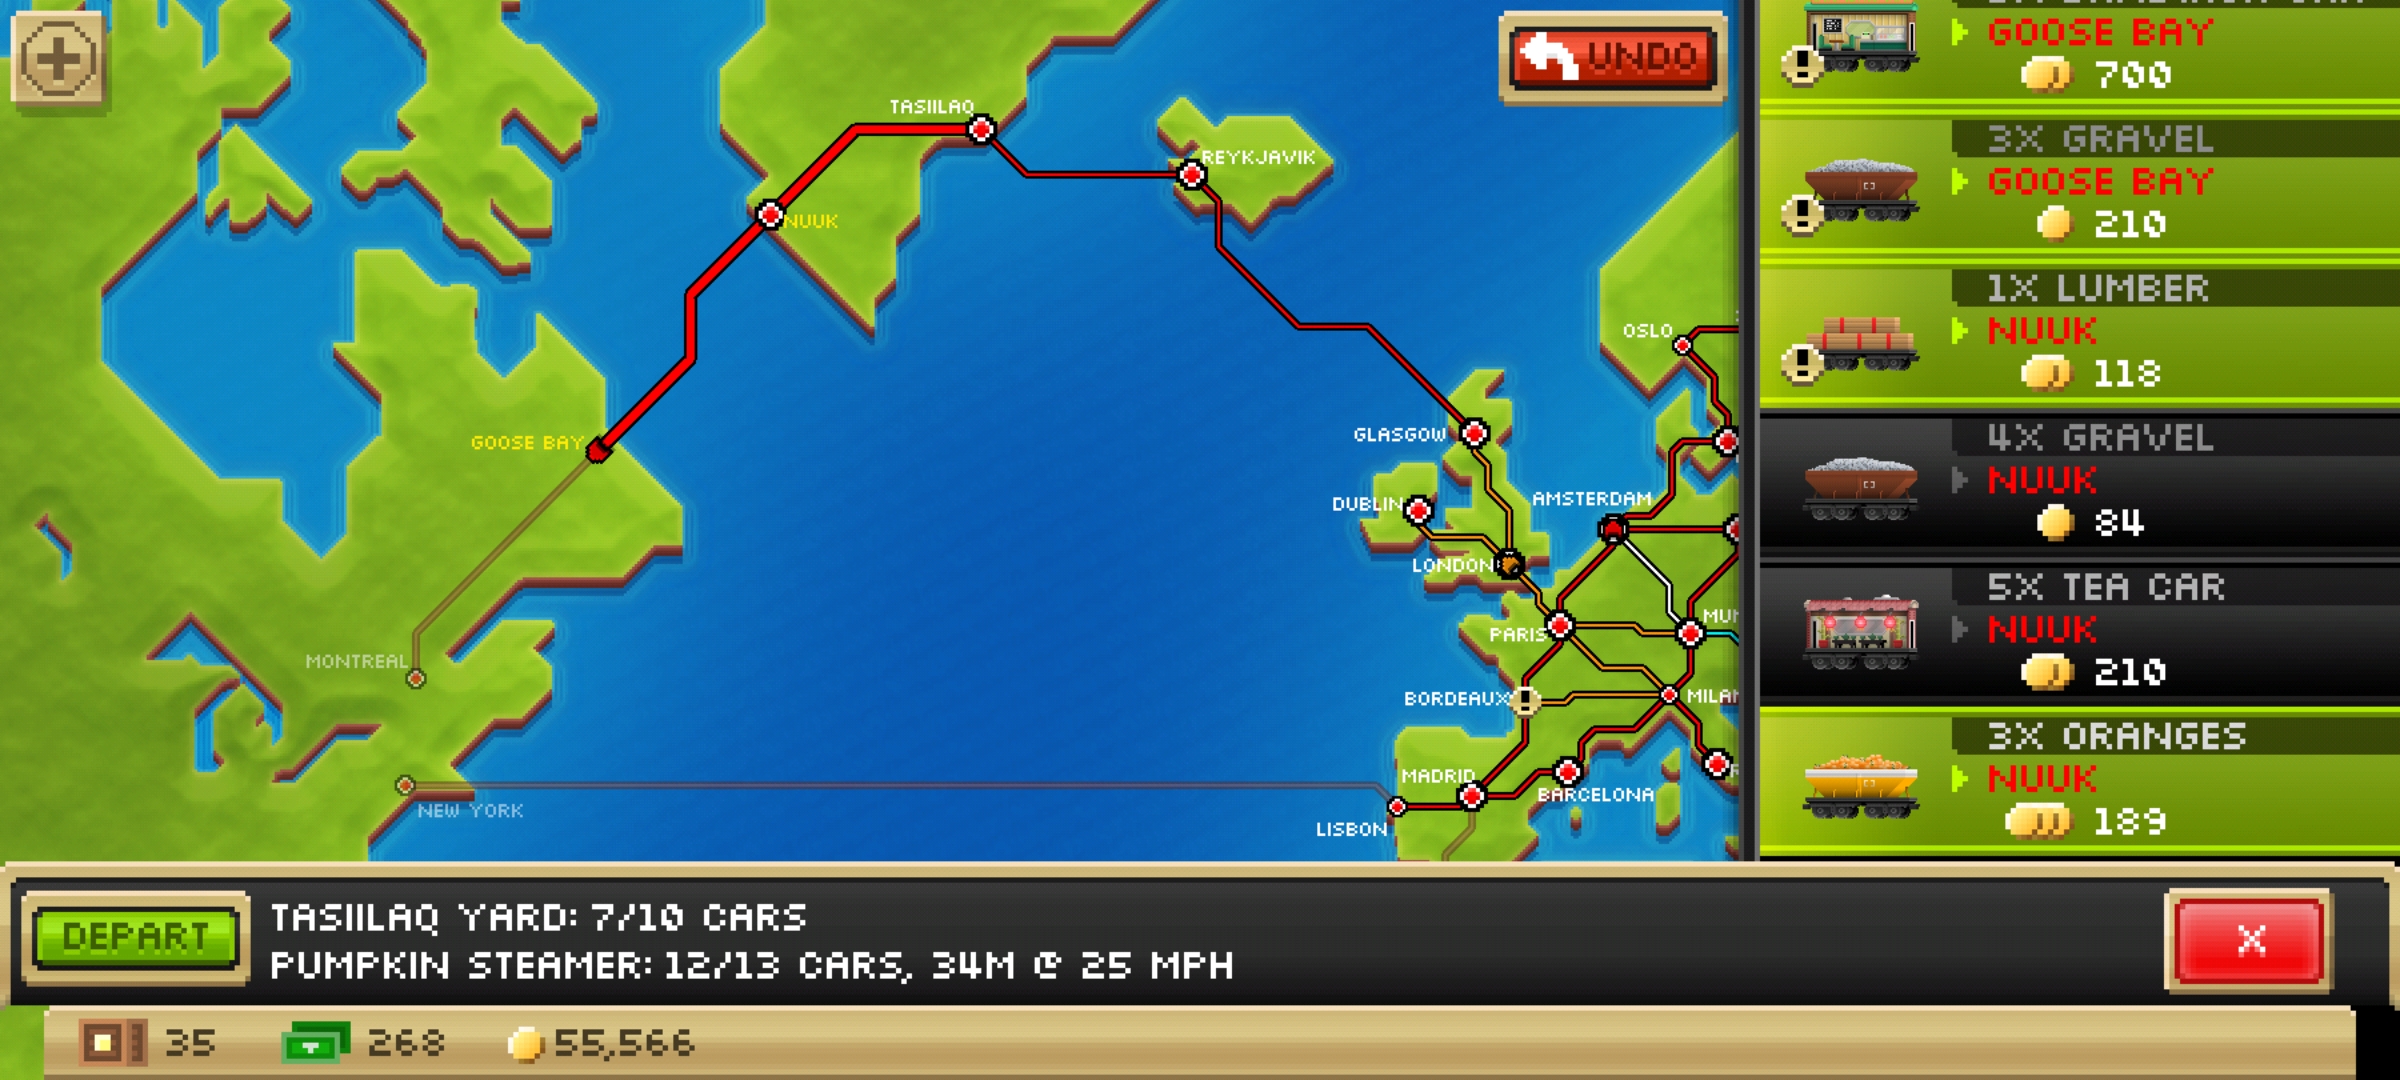 UNDO
TASIILAQ
REYKJAVIK
NUUK
OSLO
GOOSE BAY
GLASGOW
DUBLIN
AMSTERDAM
LONDON
PARIS
MONTREAL
BORDEAUX
MADRID
BARCELONA
NEW YORK
LISBON
GOOSE BAY
700
3X GRAVEL
GOOSE BAY
210
1X LUMBER
NUUK
118
4X GRAVEL
NUUK
84
5X TEA CAR
NUUK
210
3X ORANGES
NUUK
189
DEPART
TASIILAQ YARD: 7/10 CARS
PUMPKIN STEAMER: 12/13 CARS, 34M @ 25 MPH
X
35
268
55,566